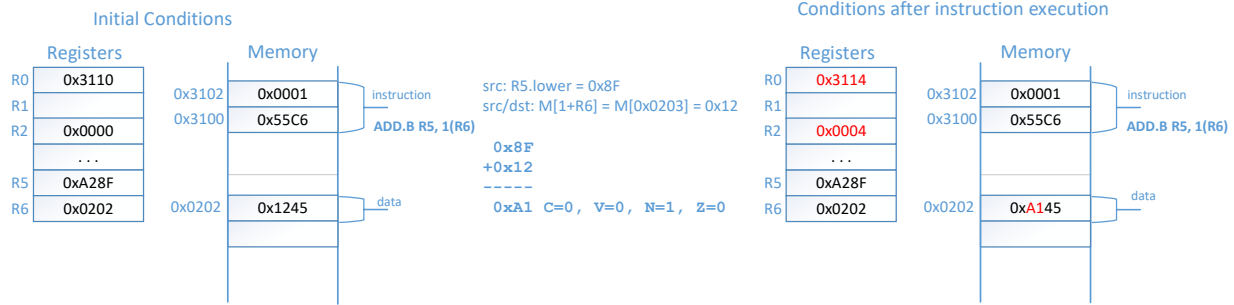 Initial Conditions
Registers
Memory
R0 0x3110
R1
R2 0x0000
...
R5 0xA28F
R6 0x0202
0x3102 0x0001
0x3100 0x55C6
instruction
ADD.B R5, 1(R6)
0x0202 0x1245
data
src: R5.lower = 0x8F
src/dst: M[1+R6] = M[0x0203] = 0x12
0x8F
+0x12
-----
0xA1 C=0, V=0, N=1, Z=0
Conditions after instruction execution
Registers
Memory
R0 0x3114
R1
R2 0x0004
...
R5 0xA28F
R6 0x0202
0x3102 0x0001
0x3100 0x55C6
instruction
ADD.B R5, 1(R6)
0x0202 0xA145
data